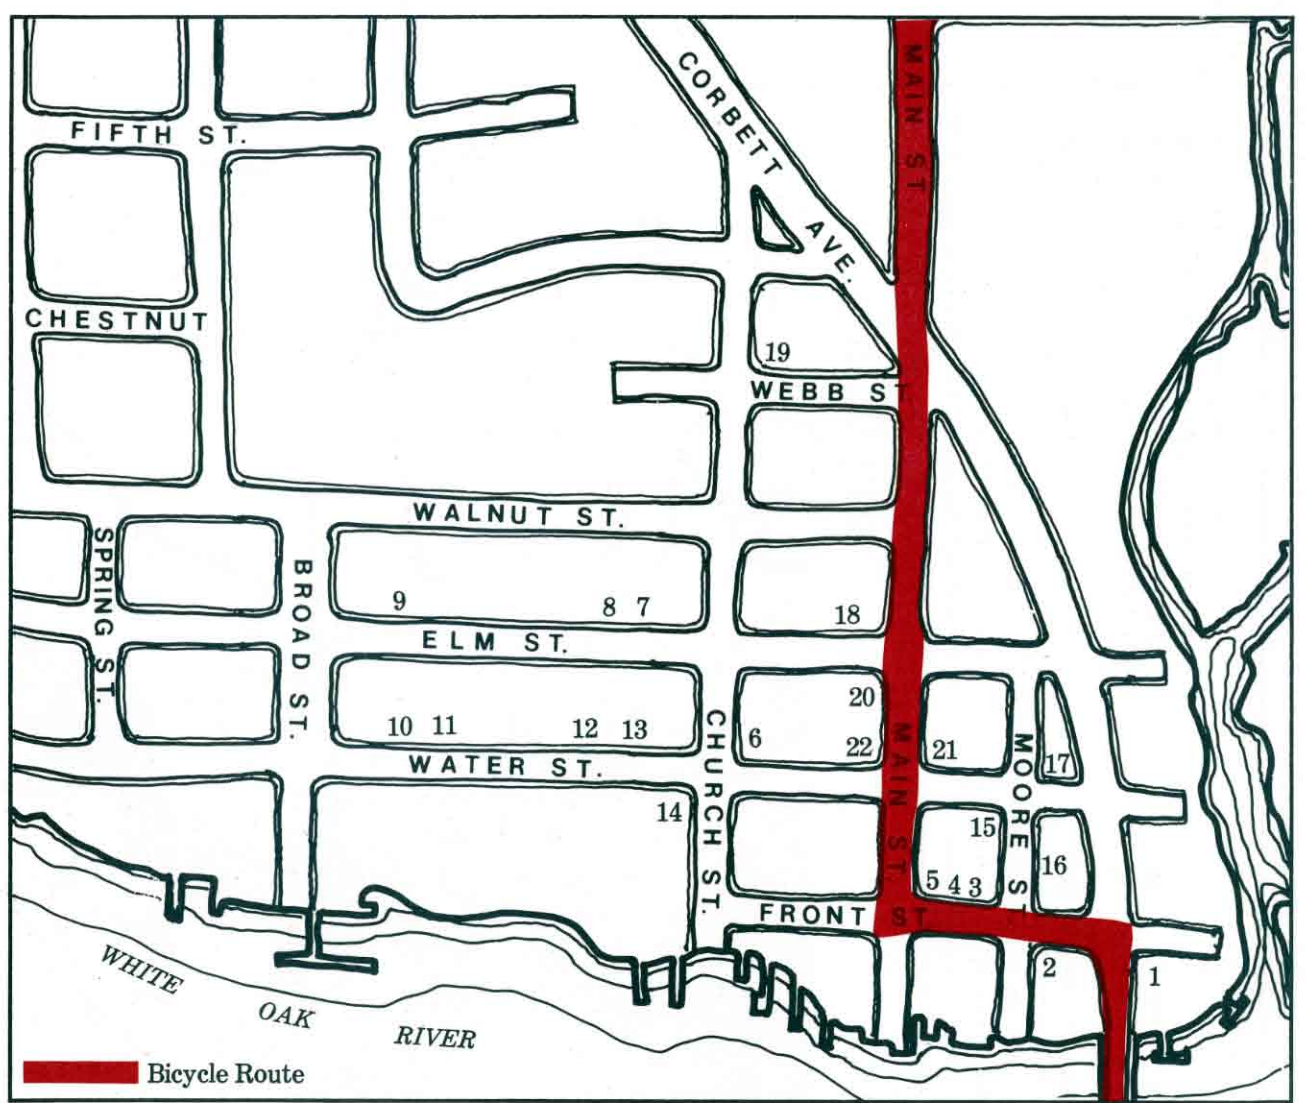 MAIN ST.
CORBETT AVE.
FIFTH ST.
CHESTNUT
19
WEBB ST.
WALNUT ST.
SPRING ST.
BROAD ST.
9
8
7
18
ELM ST.
20
10
11
12
13
6
22
21
17
CHURCH ST.
MAIN ST.
MOORE ST.
WATER ST.
14
15
16
5
4
3
FRONT ST.
2
1
WHITE OAK RIVER
Bicycle Route